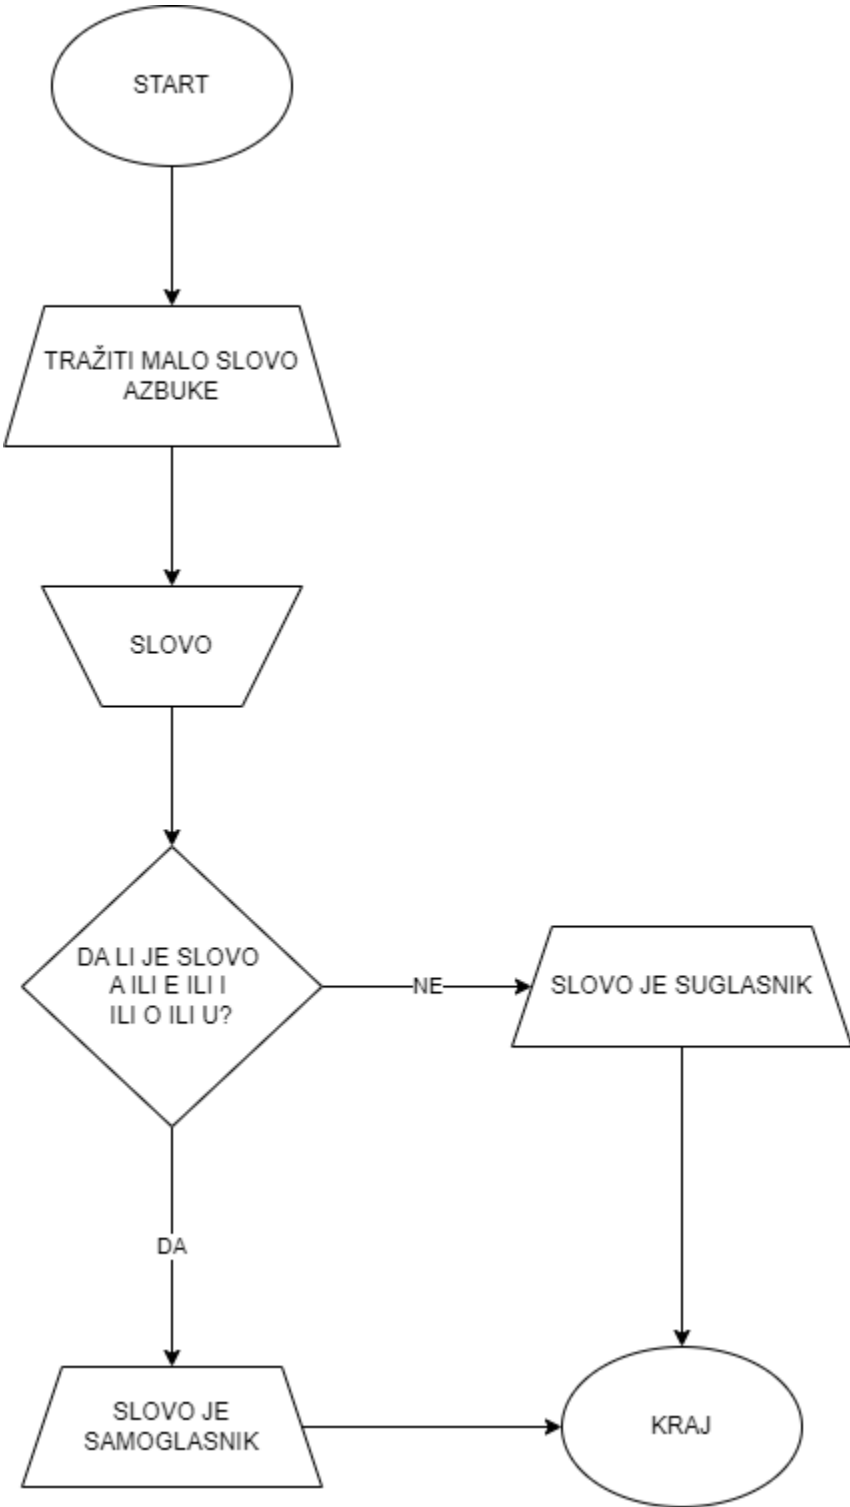 START
TRAŽITI MALO SLOVO
AZBUKE
SLOVO
DA LI JE SLOVO
A ILI E ILI I
ILI O ILI U?
NE
SLOVO JE SUGLASNIK
DA
SLOVO JE
SAMOGLASNIK
KRAJ